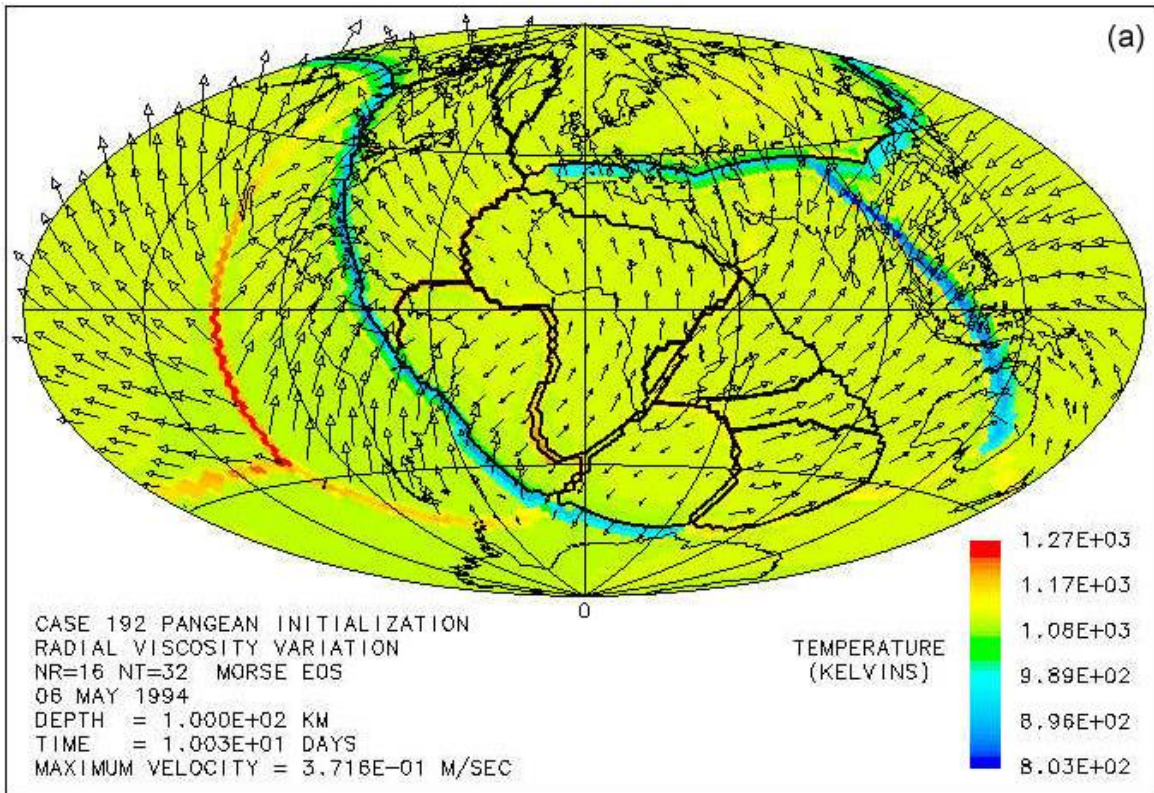 (a)
0
CASE 192 PANGEAN INITIALIZATION
RADIAL VISCOSITY VARIATION
NR=16 NT=32 MORSE EOS
06 MAY 1994
DEPTH = 1.000E+02 KM
TIME = 1.003E+01 DAYS
MAXIMUM VELOCITY = 3.716E-01 M/SEC
TEMPERATURE
(KELVINS)
1.27E+03
1.17E+03
1.08E+03
9.89E+02
8.96E+02
8.03E+02